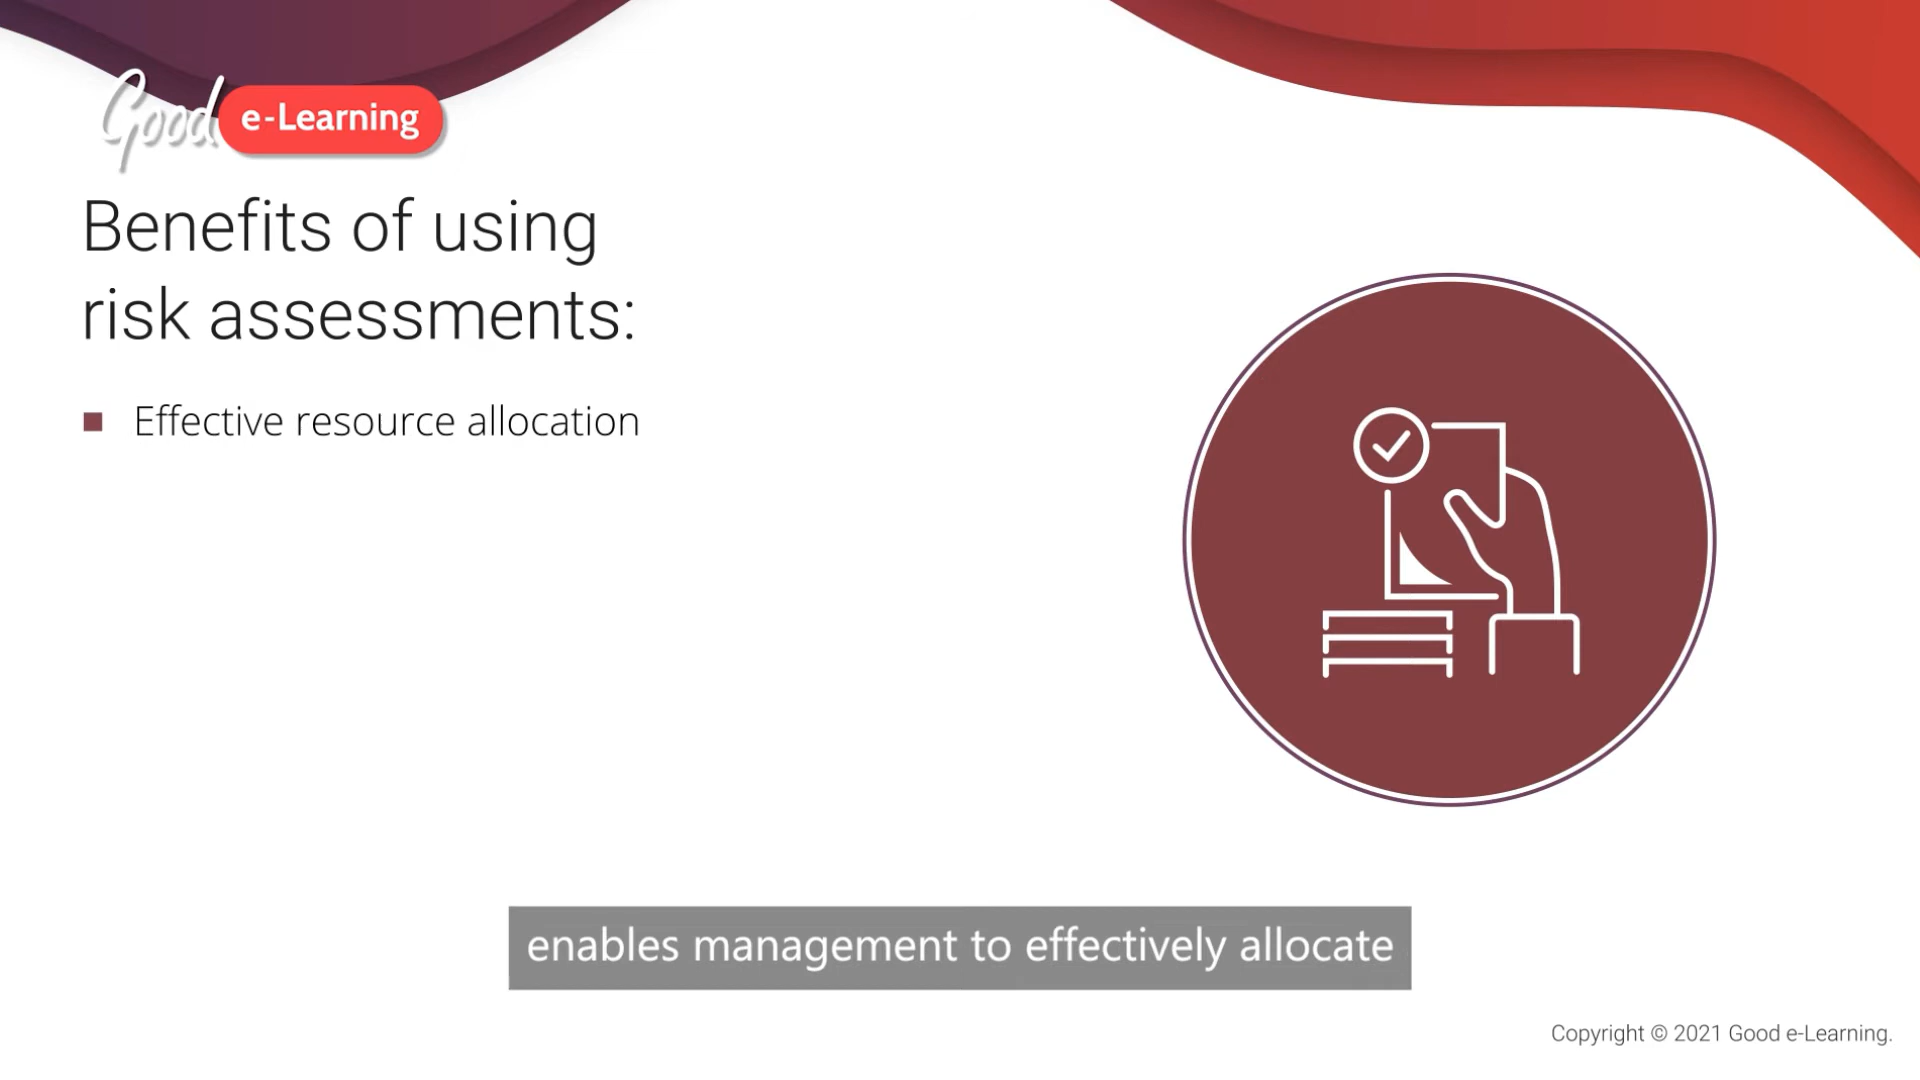 Good e-Learning
Benefits of using
risk assessments:
Effective resource allocation
enables management to effectively allocate
Copyright © 2021 Good e-Learning.